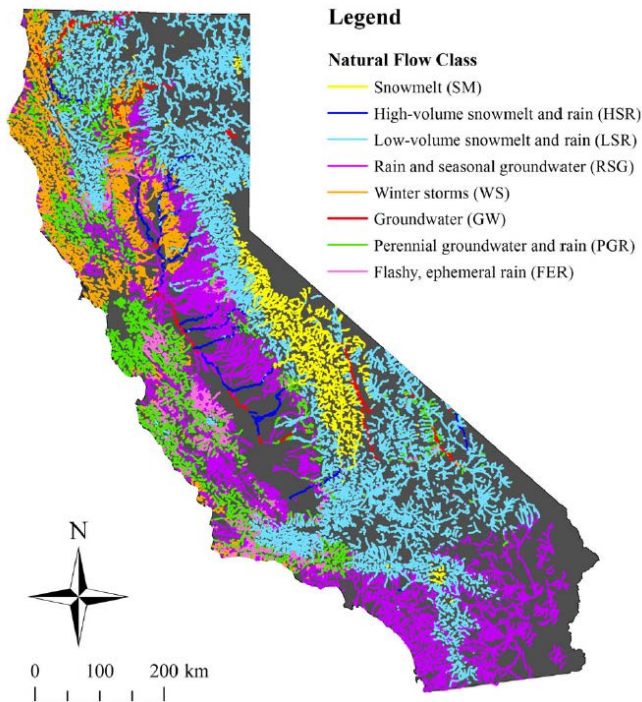 Legend
Natural Flow Class
Snowmelt (SM)
High-volume snowmelt and rain (HSR)
Low-volume snowmelt and rain (LSR)
Rain and seasonal groundwater (RSG)
Winter storms (WS)
Groundwater (GW)
Perennial groundwater and rain (PGR)
Flashy, ephemeral rain (FER)
N
0 100 200 km